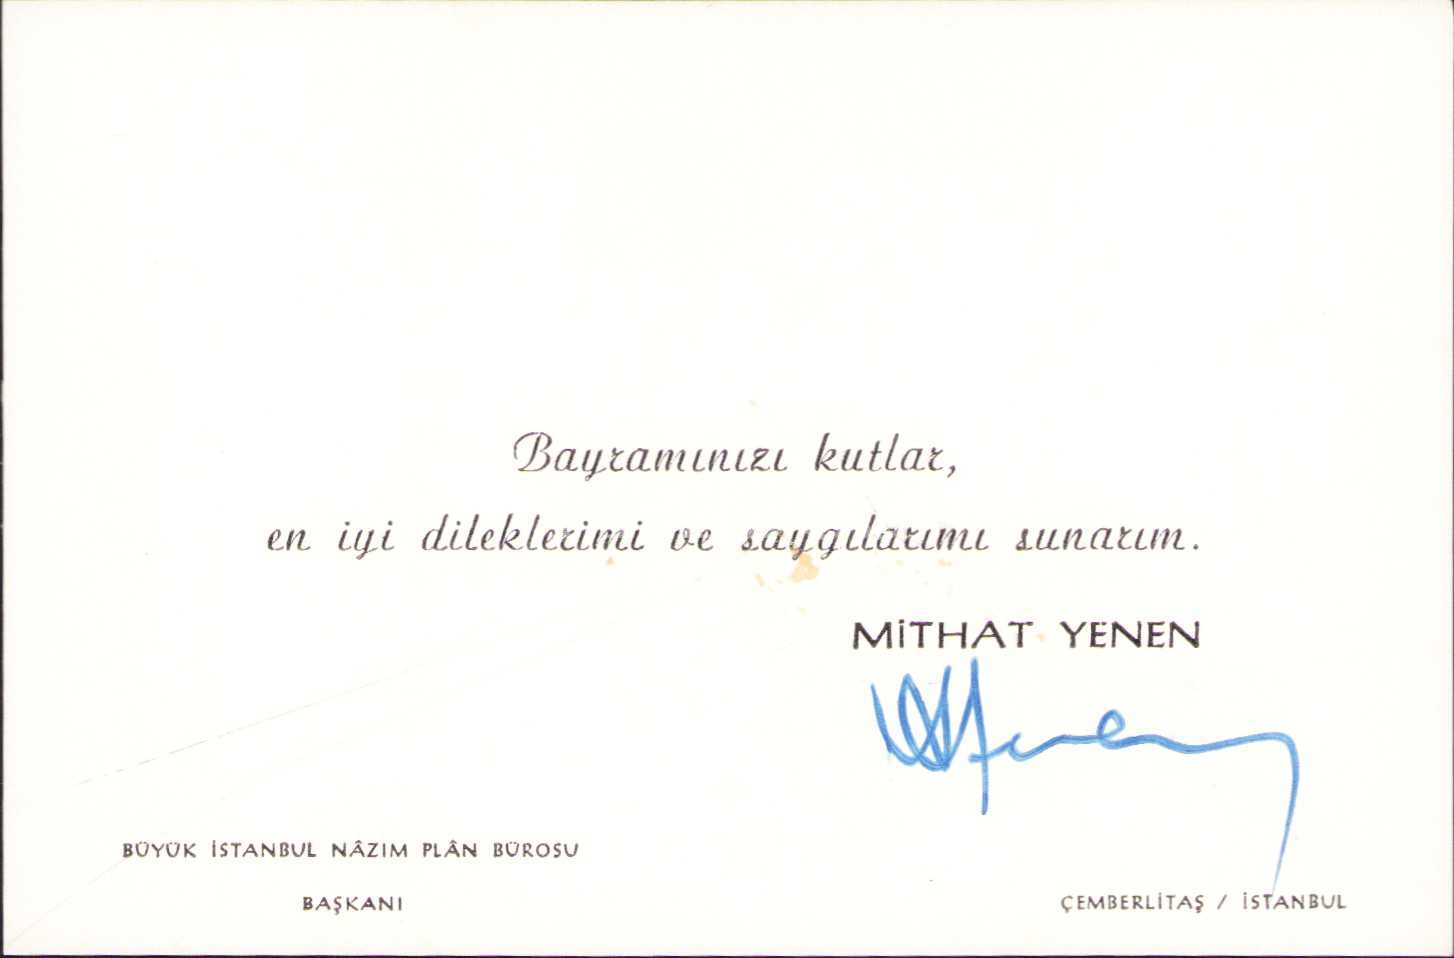 Bayramınızı kutlar,
en iyi dileklerimi ve saygılarımı sunarım.
MİTHAT YENEN
BÜYÜK İSTANBUL NÂZIM PLÂN BÜROSU
BAŞKANI
ÇEMBERLİTAŞ / İSTANBUL